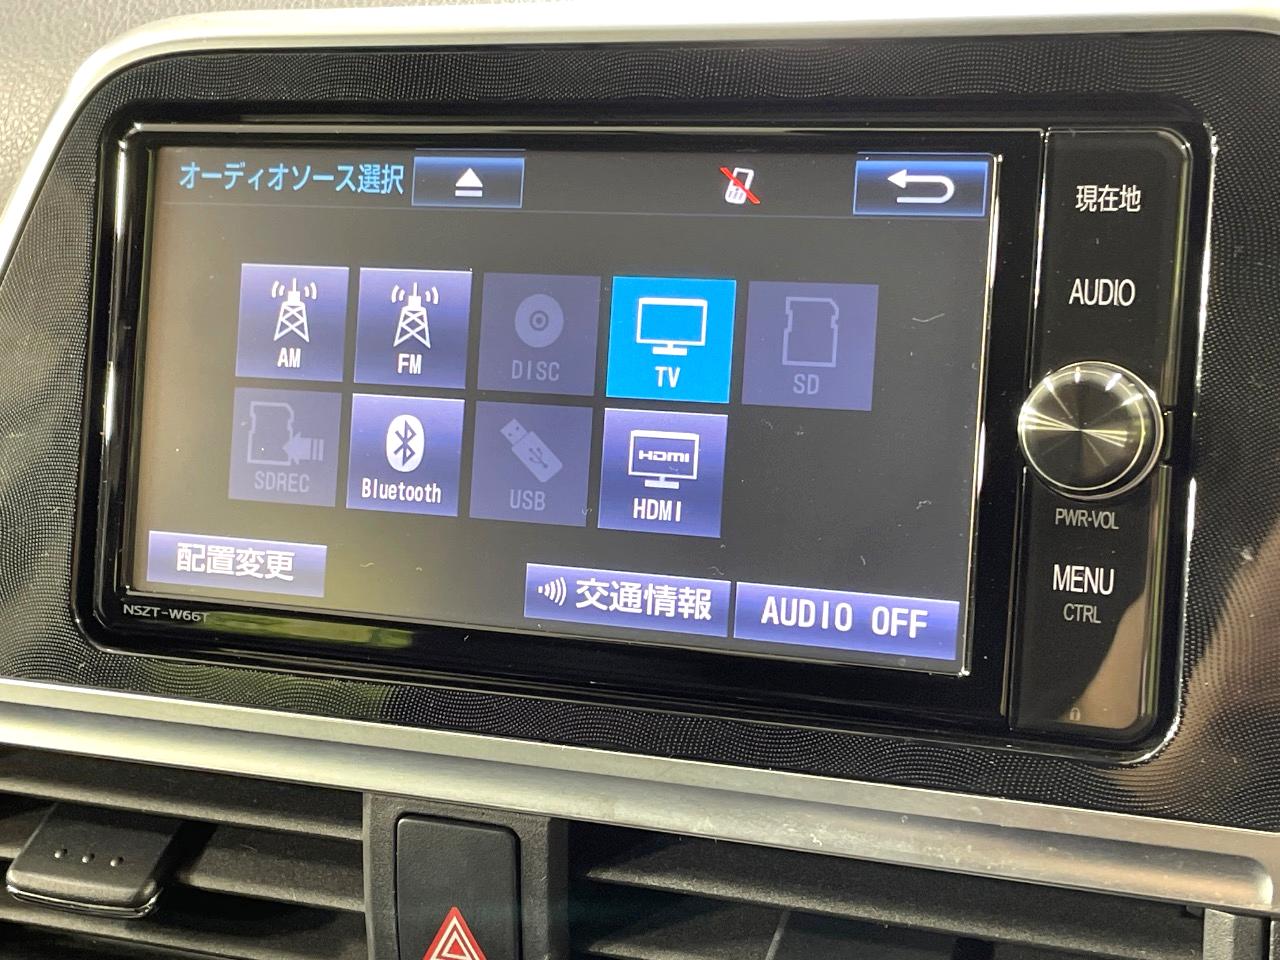 オーディオソース選択
AM
FM
DISC
TV
SD
SDREC
Bluetooth
USB
HDMI
HDMI
配置変更
交通情報
AUDIO OFF
NSZT-W66T
現在地
AUDIO
PWR·VOL
MENU
CTRL